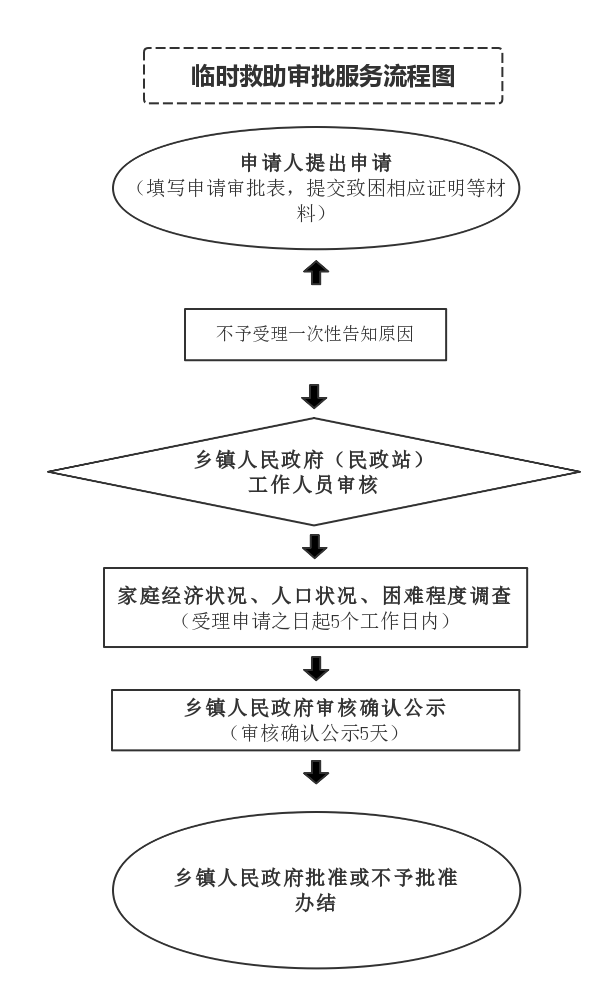 临时救助审批服务流程图
申请人提出申请
（填写申请审批表，提交致困相应证明等材
料）
不予受理一次性告知原因
乡镇人民政府（民政站）
工作人员审核
家庭经济状况、人口状况、困难程度调查
（受理申请之日起5个工作日内）
乡镇人民政府审核确认公示
（审核确认公示5天）
乡镇人民政府批准或不予批准
办结